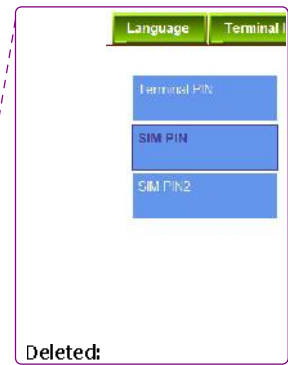 Language Terminal
Terminal PIN
SIM PIN
SIM PIN2
Deleted: